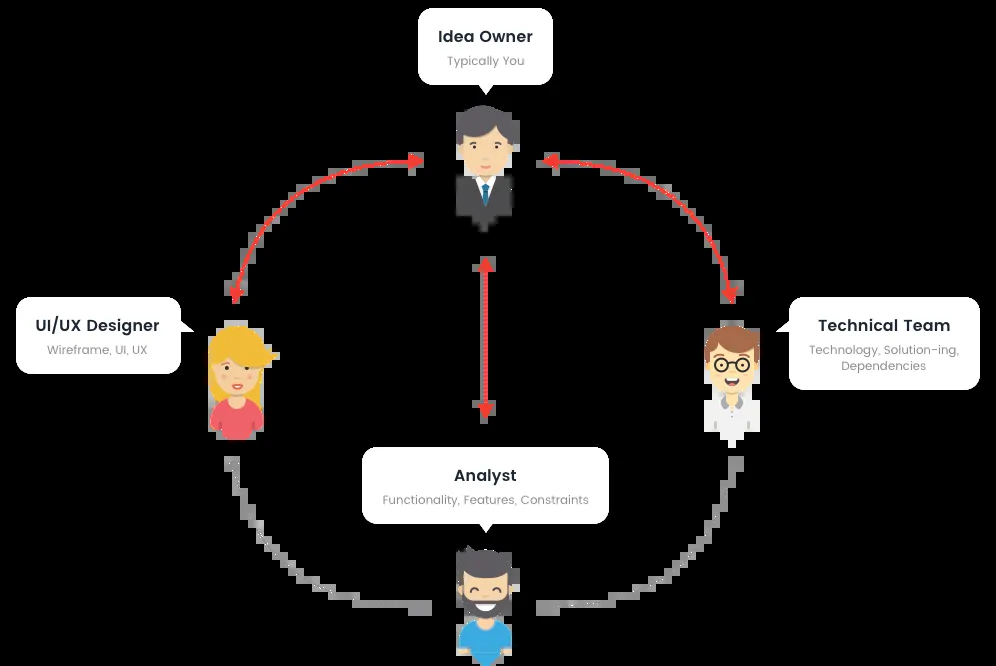 Idea Owner
Typically You
UI/UX Designer
Wireframe, UI, UX
Technical Team
Technology, Solution-ing,
Dependencies
Analyst
Functionality, Features, Constraints